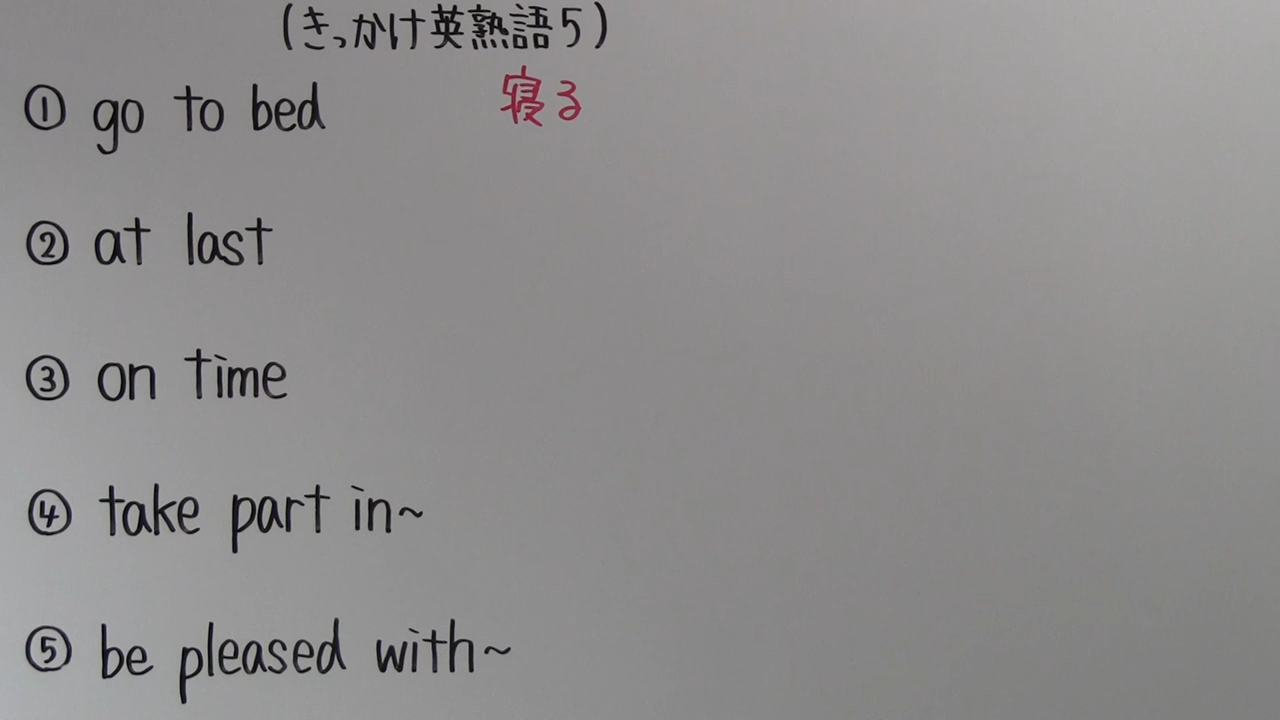 (きっかけ英熟語5)
① go to bed 寝る
② at last
③ on time
④ take part in~
⑤ be pleased with~